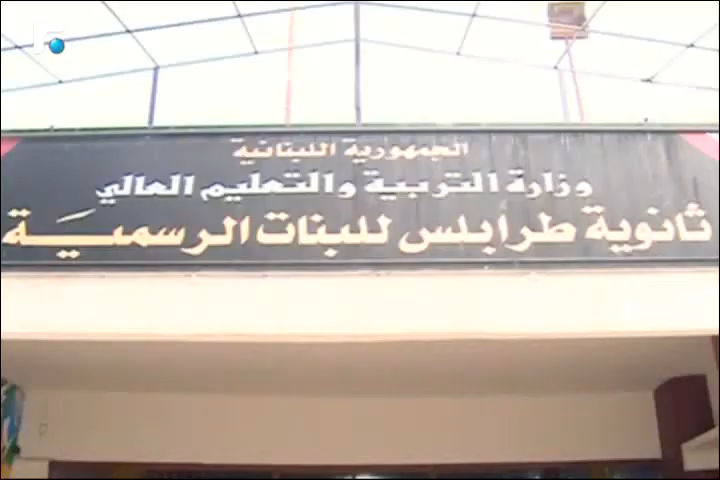 الجمهورية اللبنانية
وزارة التربية والتعليم العالي
ثانوية طرابلس للبنات الرسمية